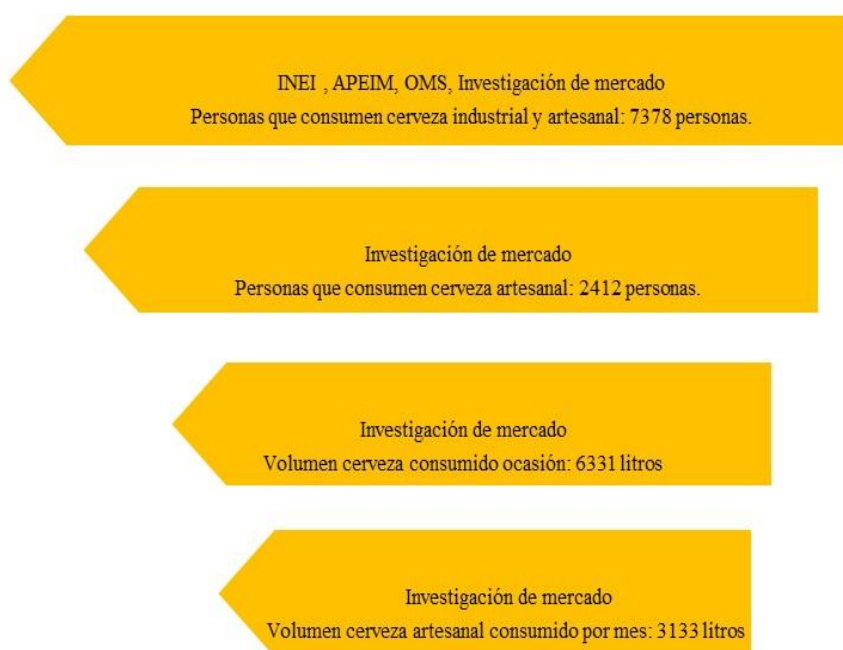 INEI , APEIM, OMS, Investigación de mercado
Personas que consumen cerveza industrial y artesanal: 7378 personas.
Investigación de mercado
Personas que consumen cerveza artesanal: 2412 personas.
Investigación de mercado
Volumen cerveza consumido ocasión: 6331 litros
Investigación de mercado
Volumen cerveza artesanal consumido por mes: 3133 litros